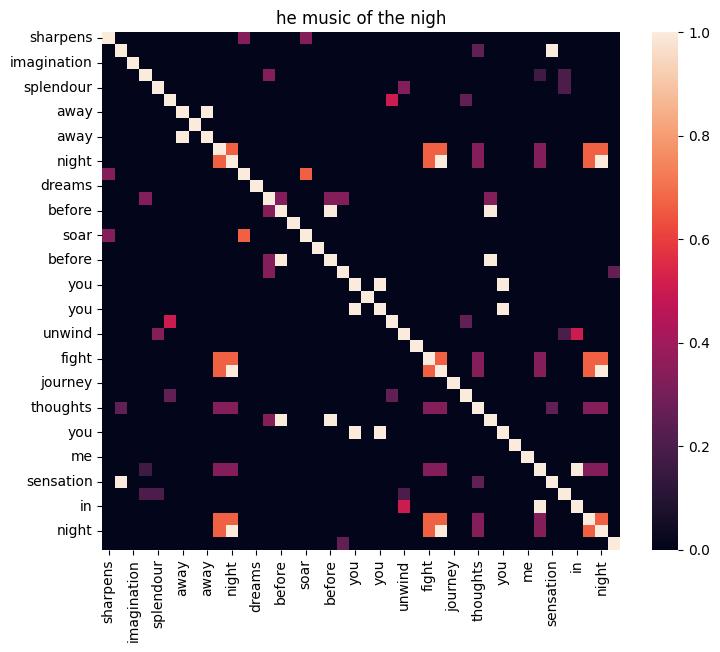 he music of the nigh
sharpens
imagination
splendour
away
away
night
dreams
before
soar
before
you
you
unwind
fight
journey
thoughts
you
me
sensation
in
night
1.0
0.8
0.6
0.4
0.2
0.0
sharpens
imagination
splendour
away
away
night
dreams
before
soar
before
you
you
unwind
fight
journey
thoughts
you
me
sensation
in
night